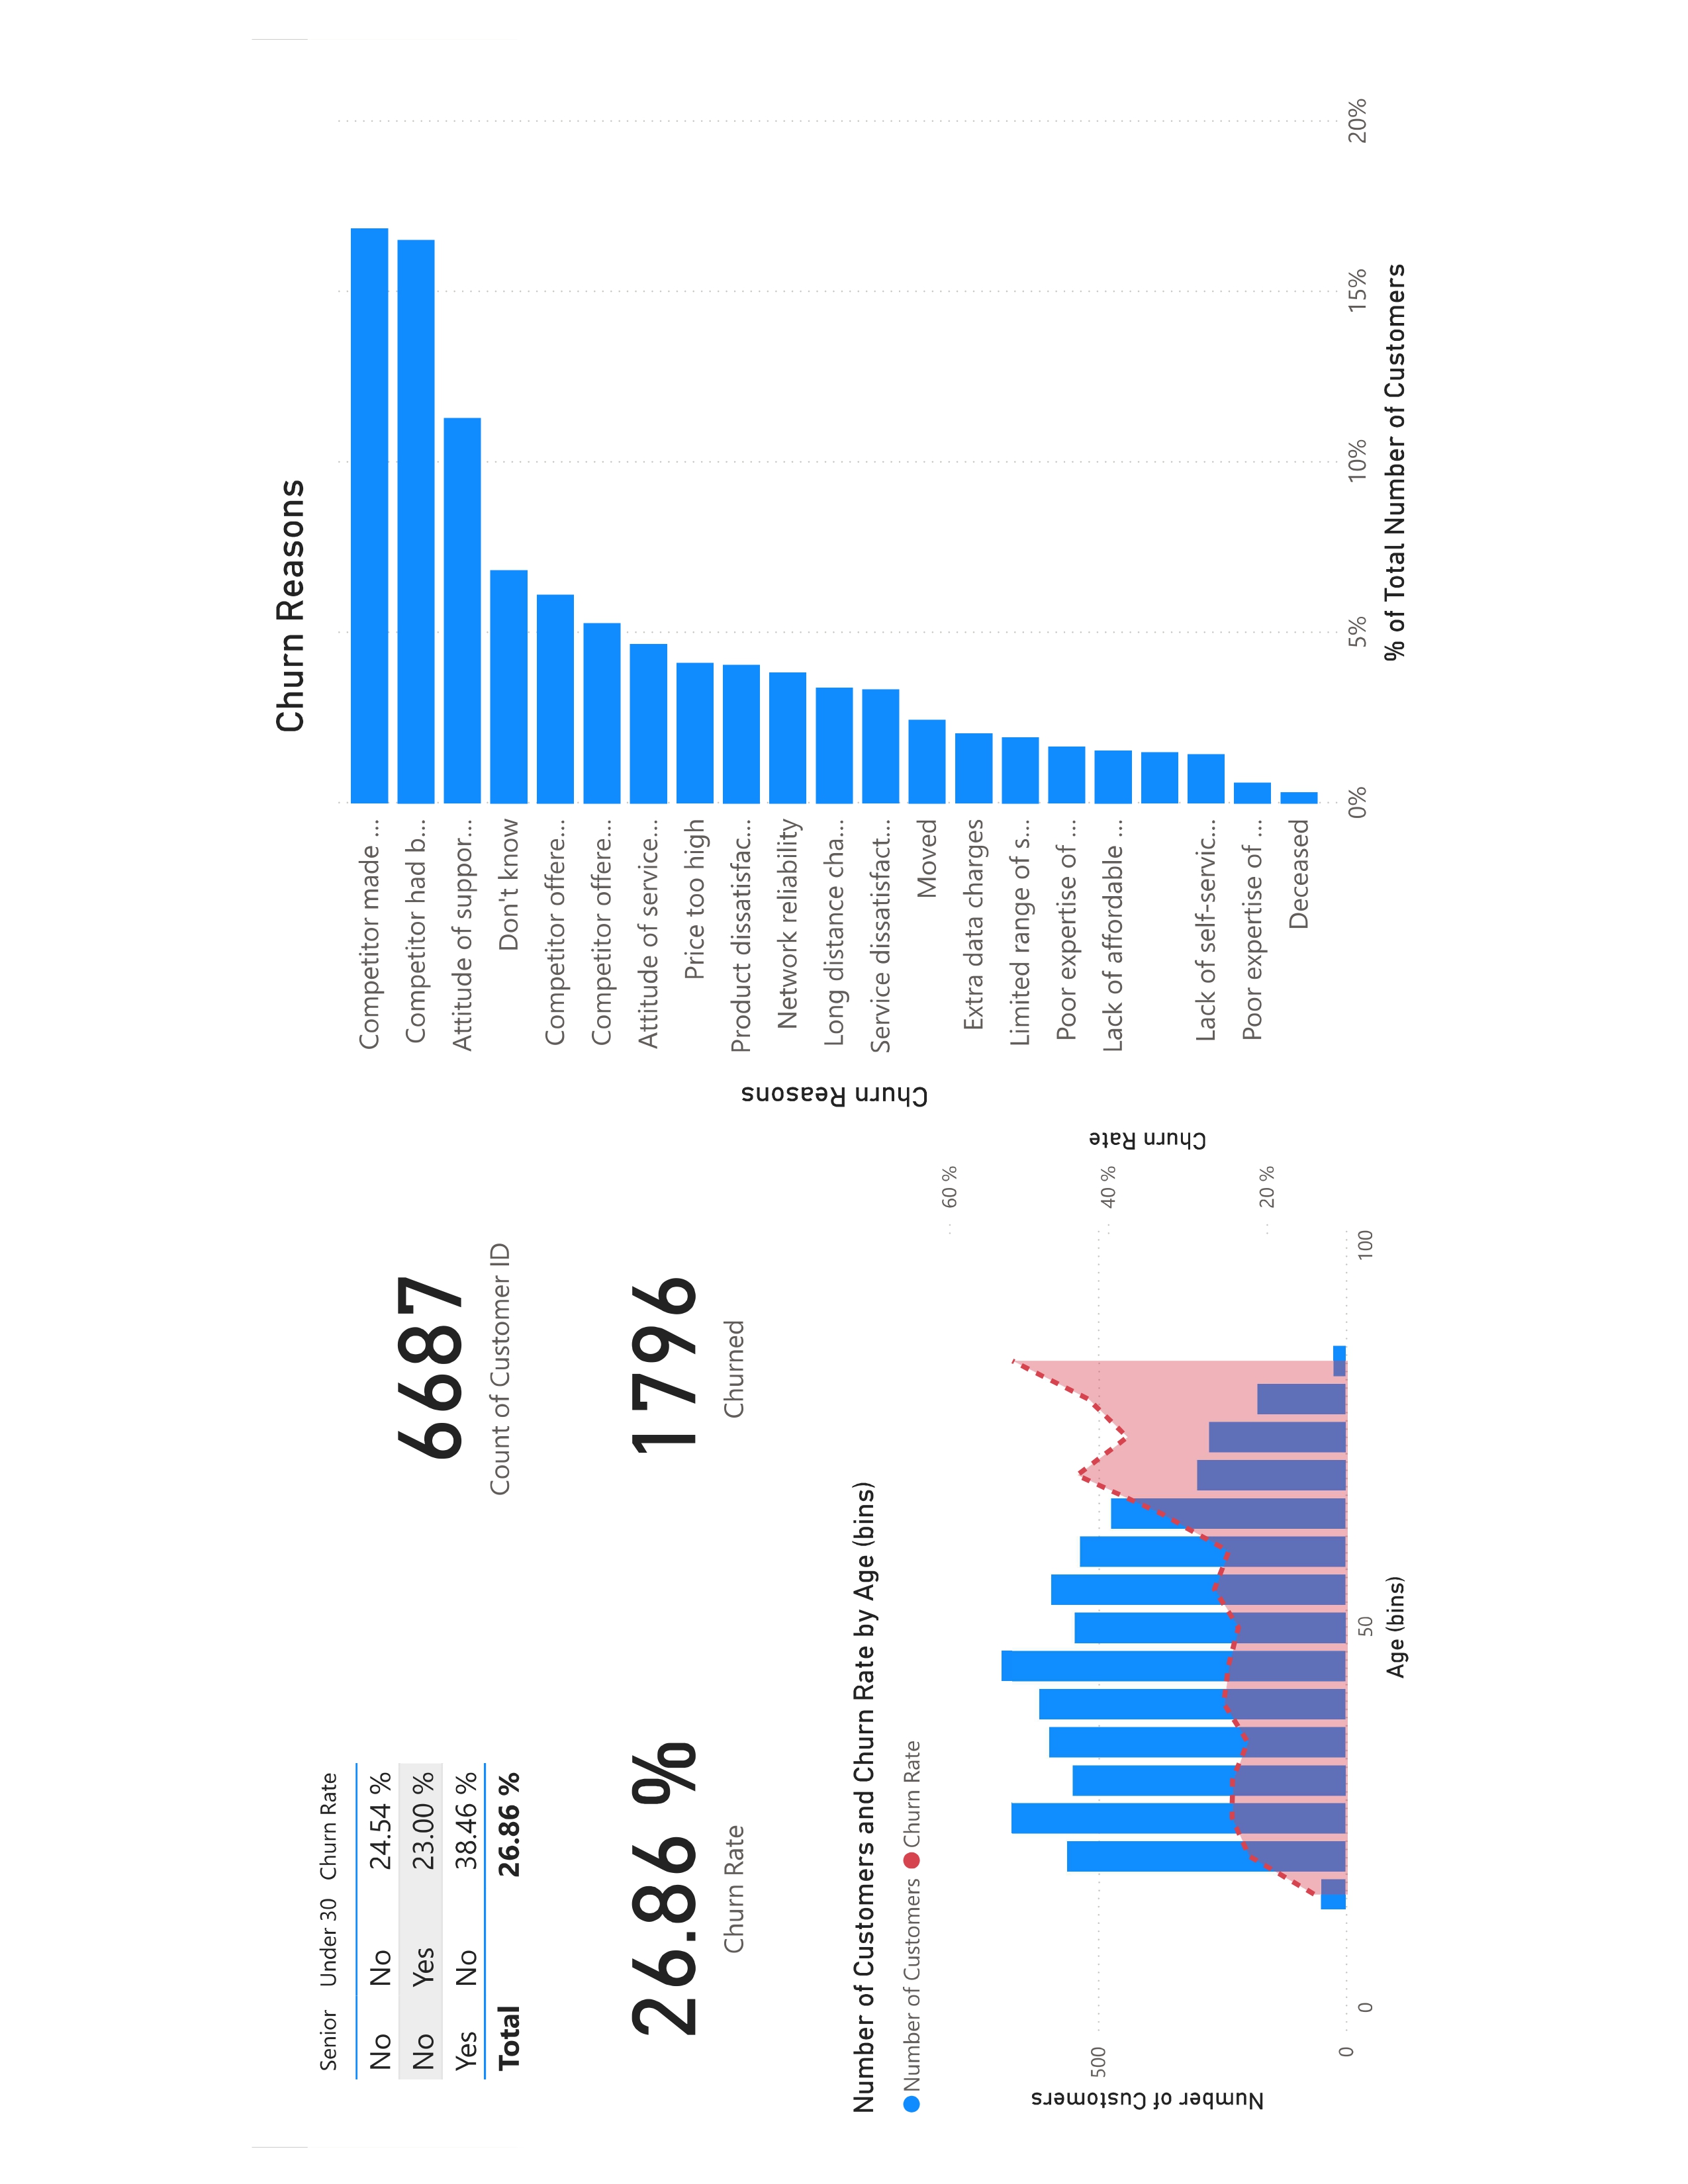 Senior Under 30 Churn Rate
No No 24.54 %
No Yes 23.00 %
Yes No 38.46 %
Total 26.86 %
6687
Count of Customer ID
26.86 %
Churn Rate
1796
Churned
Number of Customers and Churn Rate by Age (bins)
Number of Customers Churn Rate
Number of Customers
500
0
60 %
40 %
20 %
Churn Rate
0 50 100
Age (bins)
Churn Reasons
Churn Reasons
Competitor made ...
Competitor had b...
Attitude of suppor...
Don't know
Competitor offere...
Competitor offere...
Attitude of service...
Price too high
Product dissatisfac...
Network reliability
Long distance cha...
Service dissatisfact...
Moved
Extra data charges
Limited range of s...
Poor expertise of ...
Lack of affordable ...
Lack of self-servic...
Poor expertise of ...
Deceased
0% 5% 10% 15% 20%
% of Total Number of Customers